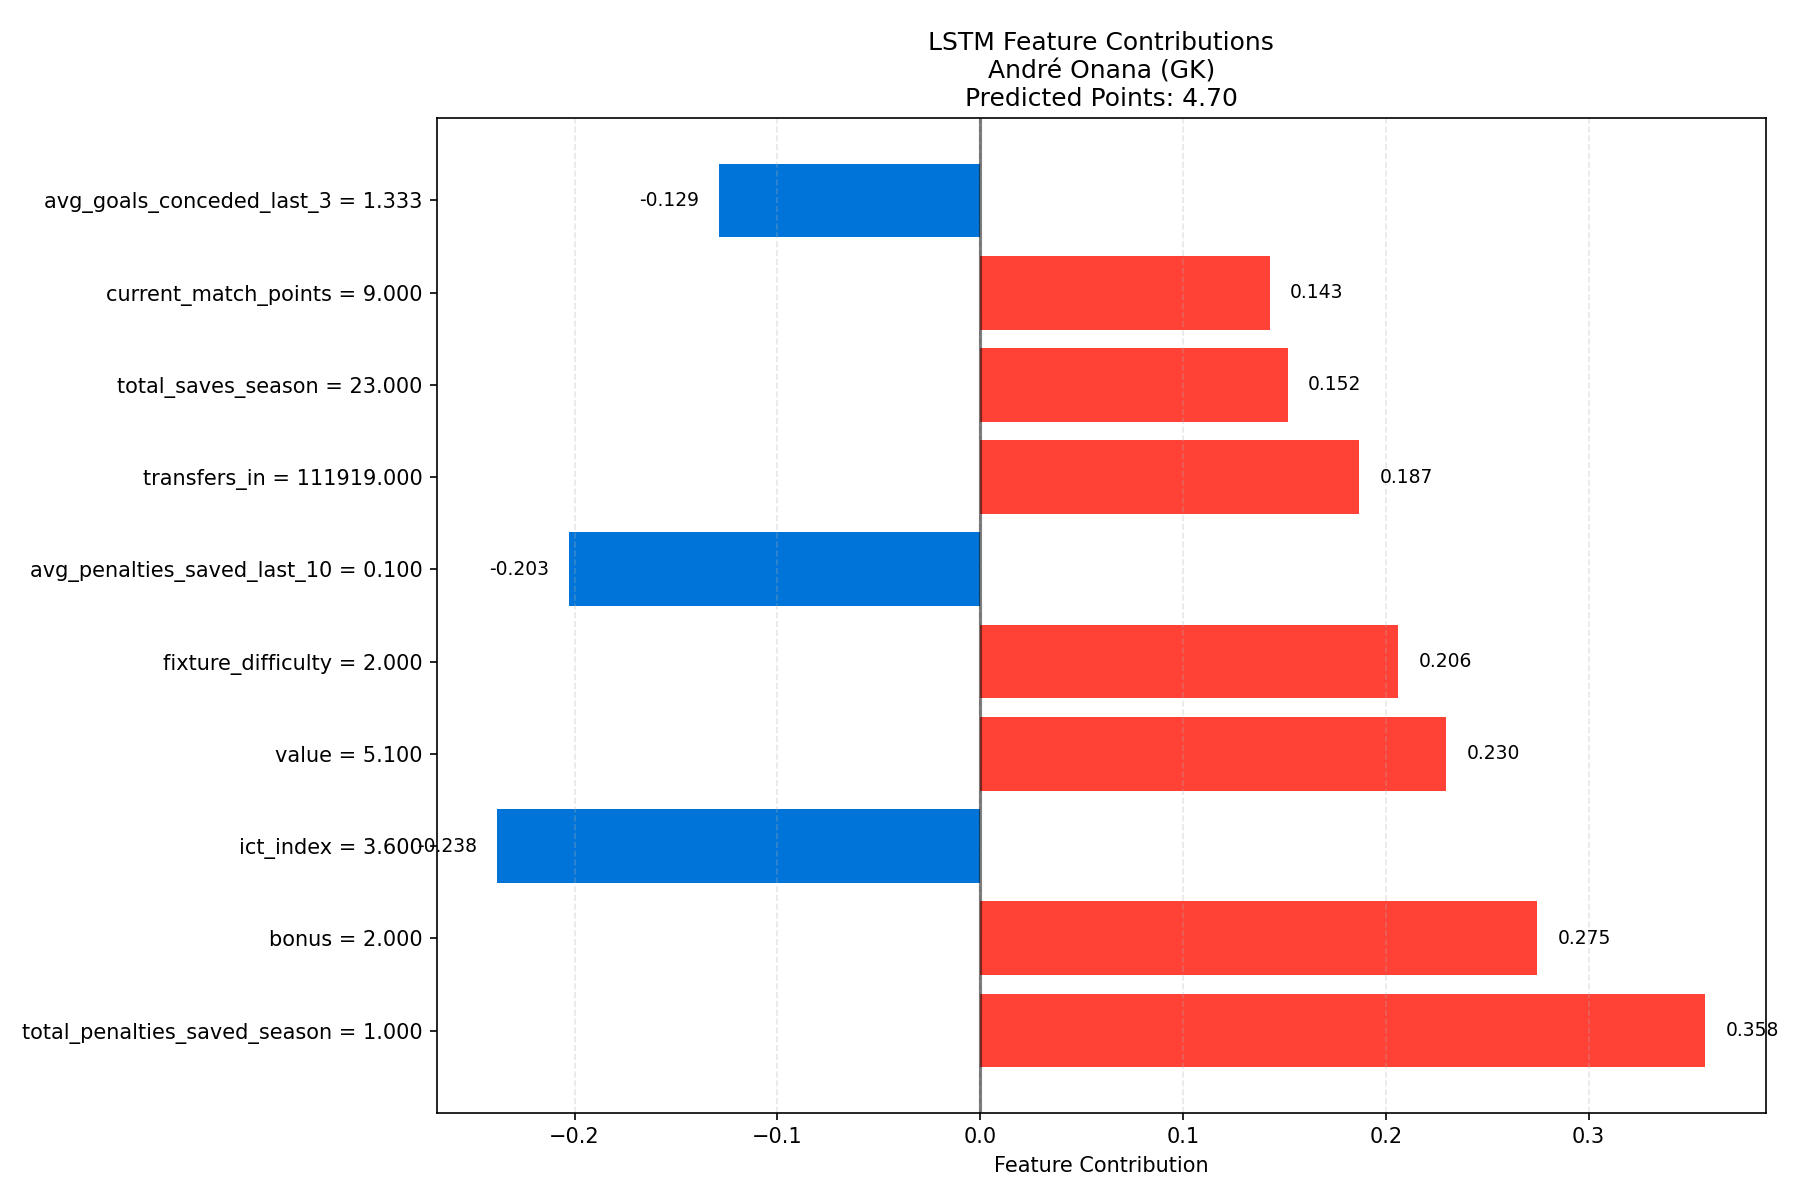 LSTM Feature Contributions
André Onana (GK)
Predicted Points: 4.70
avg_goals_conceded_last_3 = 1.333
-0.129
current_match_points = 9.000
0.143
total_saves_season = 23.000
0.152
transfers_in = 111919.000
0.187
avg_penalties_saved_last_10 = 0.100
-0.203
fixture_difficulty = 2.000
0.206
value = 5.100
0.230
ict_index = 3.600
-0.238
bonus = 2.000
0.275
total_penalties_saved_season = 1.000
0.358
−0.2 −0.1 0.0 0.1 0.2 0.3
Feature Contribution